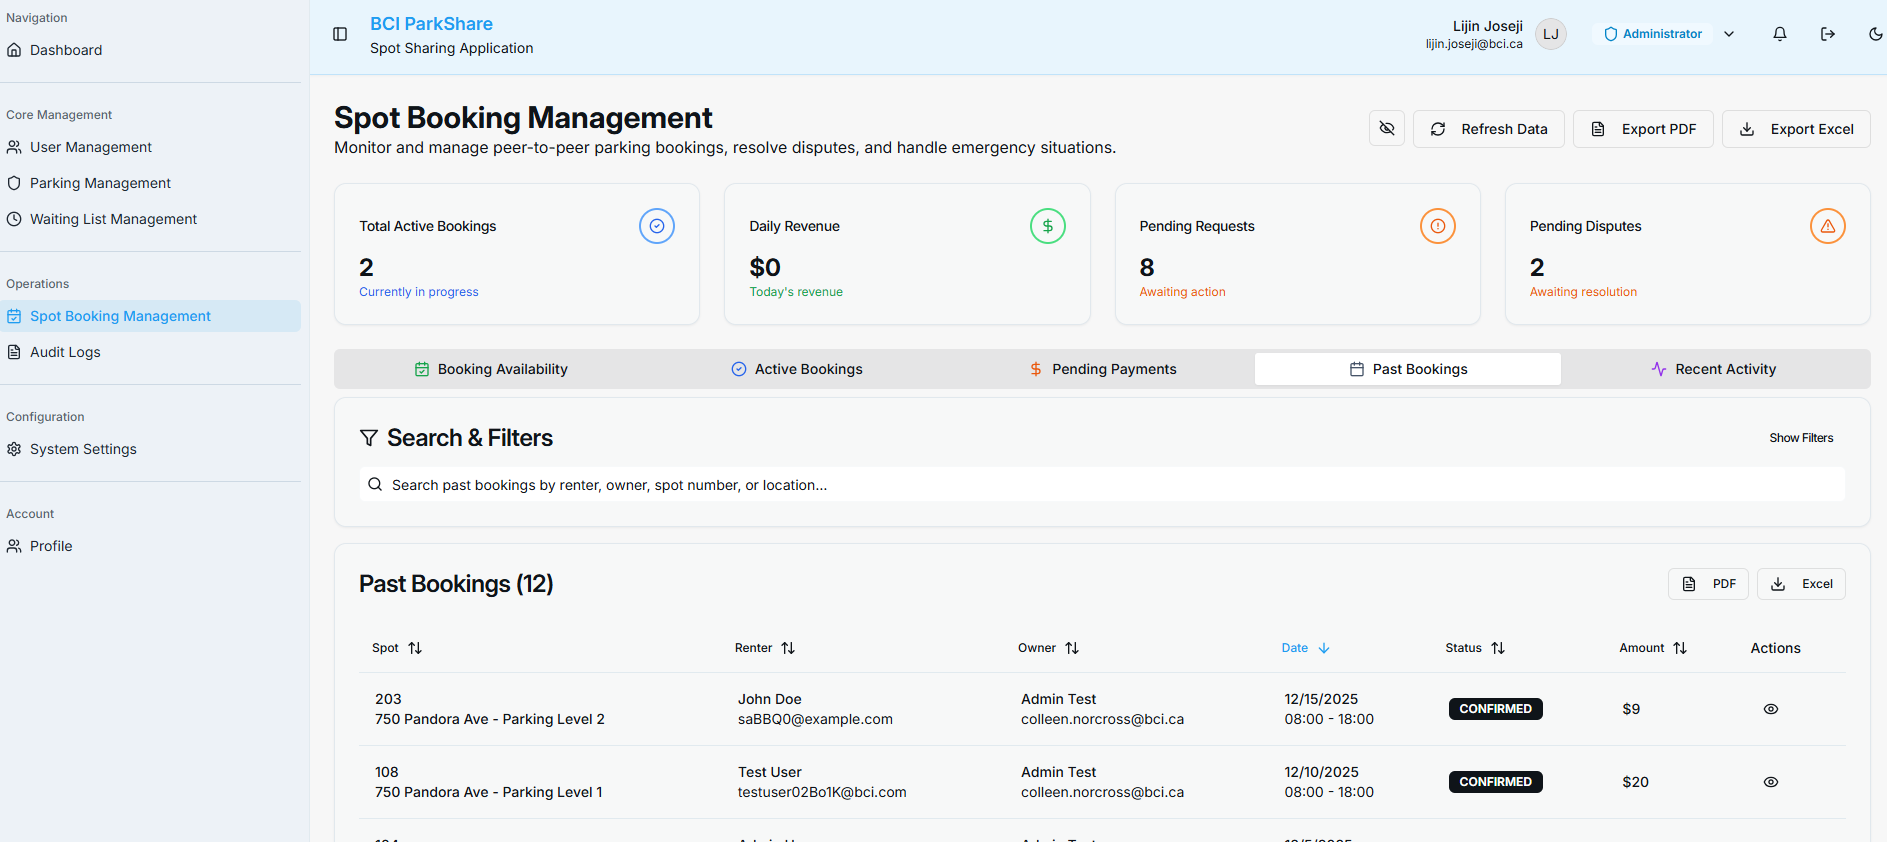 Navigation
Dashboard
Core Management
User Management
Parking Management
Waiting List Management
Operations
Spot Booking Management
Audit Logs
Configuration
System Settings
Account
Profile
BCI ParkShare
Spot Sharing Application
Lijin Joseji
lijin.joseji@bci.ca
LJ
Administrator
Spot Booking Management
Monitor and manage peer-to-peer parking bookings, resolve disputes, and handle emergency situations.
Refresh Data
Export PDF
Export Excel
Total Active Bookings
2
Currently in progress
Daily Revenue
$0
Today's revenue
Pending Requests
8
Awaiting action
Pending Disputes
2
Awaiting resolution
Booking Availability
Active Bookings
Pending Payments
Past Bookings
Recent Activity
Search & Filters
Show Filters
Search past bookings by renter, owner, spot number, or location...
Past Bookings (12)
PDF
Excel
Spot Renter Owner Date Status Amount Actions
203
750 Pandora Ave - Parking Level 2
John Doe
saBBQ0@example.com
Admin Test
colleen.norcross@bci.ca
12/15/2025
08:00 - 18:00
CONFIRMED
$9
108
750 Pandora Ave - Parking Level 1
Test User
testuser02Bo1K@bci.com
Admin Test
colleen.norcross@bci.ca
12/10/2025
08:00 - 18:00
CONFIRMED
$20